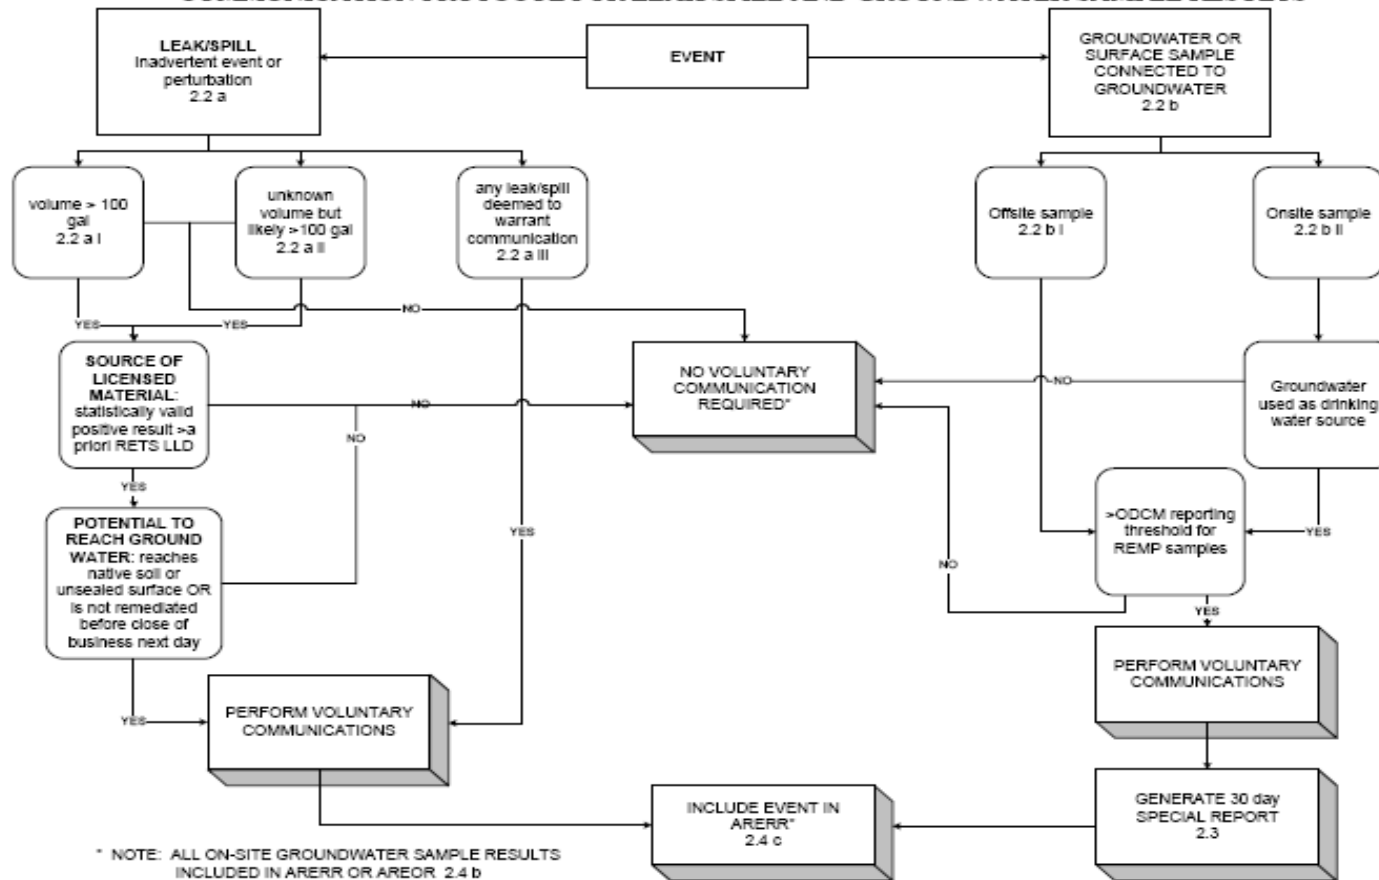 LEAK/SPILL
Inadvertent event or
perturbation
2.2 a
EVENT
GROUNDWATER OR
SURFACE SAMPLE
CONNECTED TO
GROUNDWATER
2.2 b
volume > 100
gal
2.2 a I
unknown
volume but
likely >100 gal
2.2 a II
any leak/spill
deemed to
warrant
communication
2.2 a III
Offsite sample
2.2 b I
Onsite sample
2.2 b II
YES
YES
NO
SOURCE OF
LICENSED
MATERIAL:
statistically valid
positive result >a
priori RETS LLD
NO
NO
NO VOLUNTARY
COMMUNICATION
REQUIRED*
NO
Groundwater
used as drinking
water source
YES
POTENTIAL TO
REACH GROUND
WATER: reaches
native soil or
unsealed surface OR
is not remediated
before close of
business next day
YES
NO
>ODCM reporting
threshold for
REMP samples
YES
YES
YES
PERFORM VOLUNTARY
COMMUNICATIONS
PERFORM VOLUNTARY
COMMUNICATIONS
INCLUDE EVENT IN
ARERR*
2.4 c
GENERATE 30 day
SPECIAL REPORT
2.3
* NOTE: ALL ON-SITE GROUNDWATER SAMPLE RESULTS
INCLUDED IN ARERR OR AREOR 2.4 b